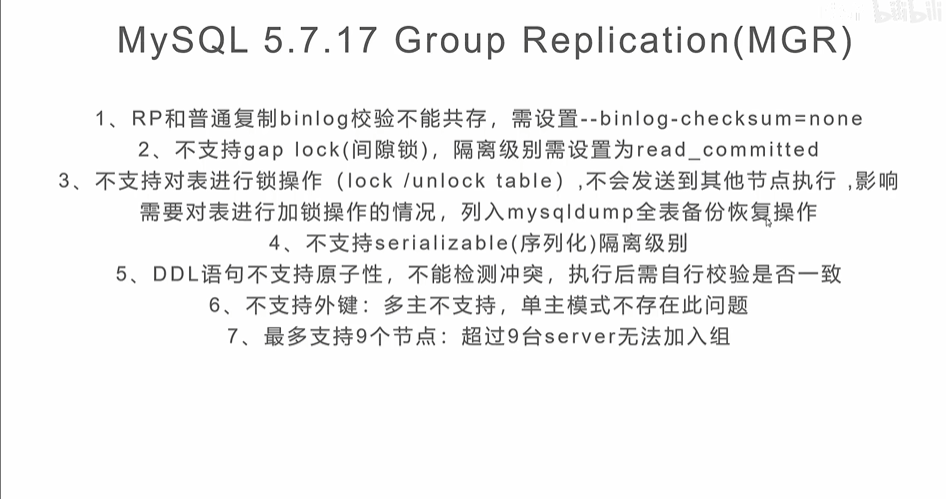 bilibili
MySQL 5.7.17 Group Replication(MGR)
1、RP和普通复制binlog校验不能共存，需设置--binlog-checksum=none
2、不支持gap lock(间隙锁)，隔离级别需设置为read_committed
3、不支持对表进行锁操作（lock /unlock table）,不会发送到其他节点执行 ,影响
需要对表进行加锁操作的情况，列入mysqldump全表备份恢复操作
4、不支持serializable(序列化)隔离级别
5、DDL语句不支持原子性，不能检测冲突，执行后需自行校验是否一致
6、不支持外键：多主不支持，单主模式不存在此问题
7、最多支持9个节点：超过9台server无法加入组